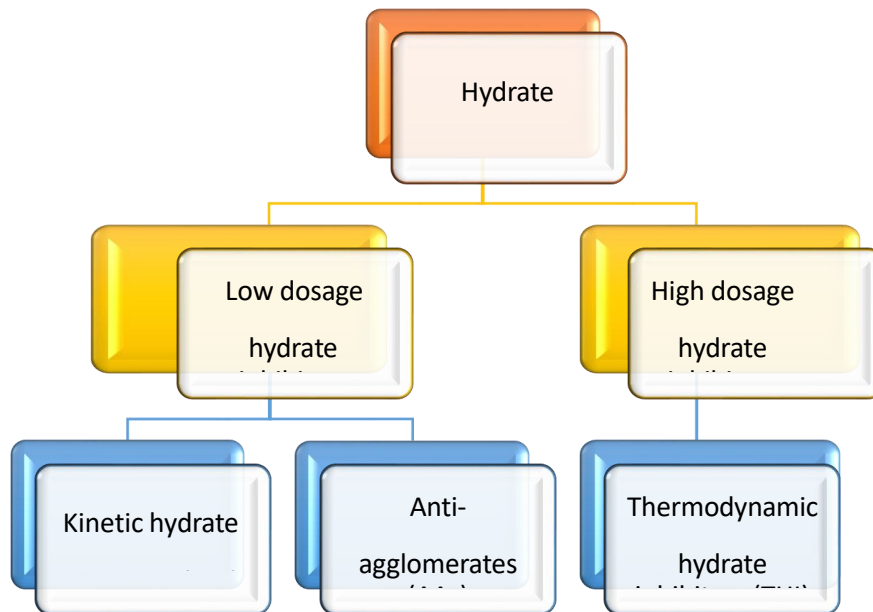 Hydrate
Low dosage
hydrate
High dosage
hydrate
Kinetic hydrate
Anti-
agglomerates
Thermodynamic
hydrate